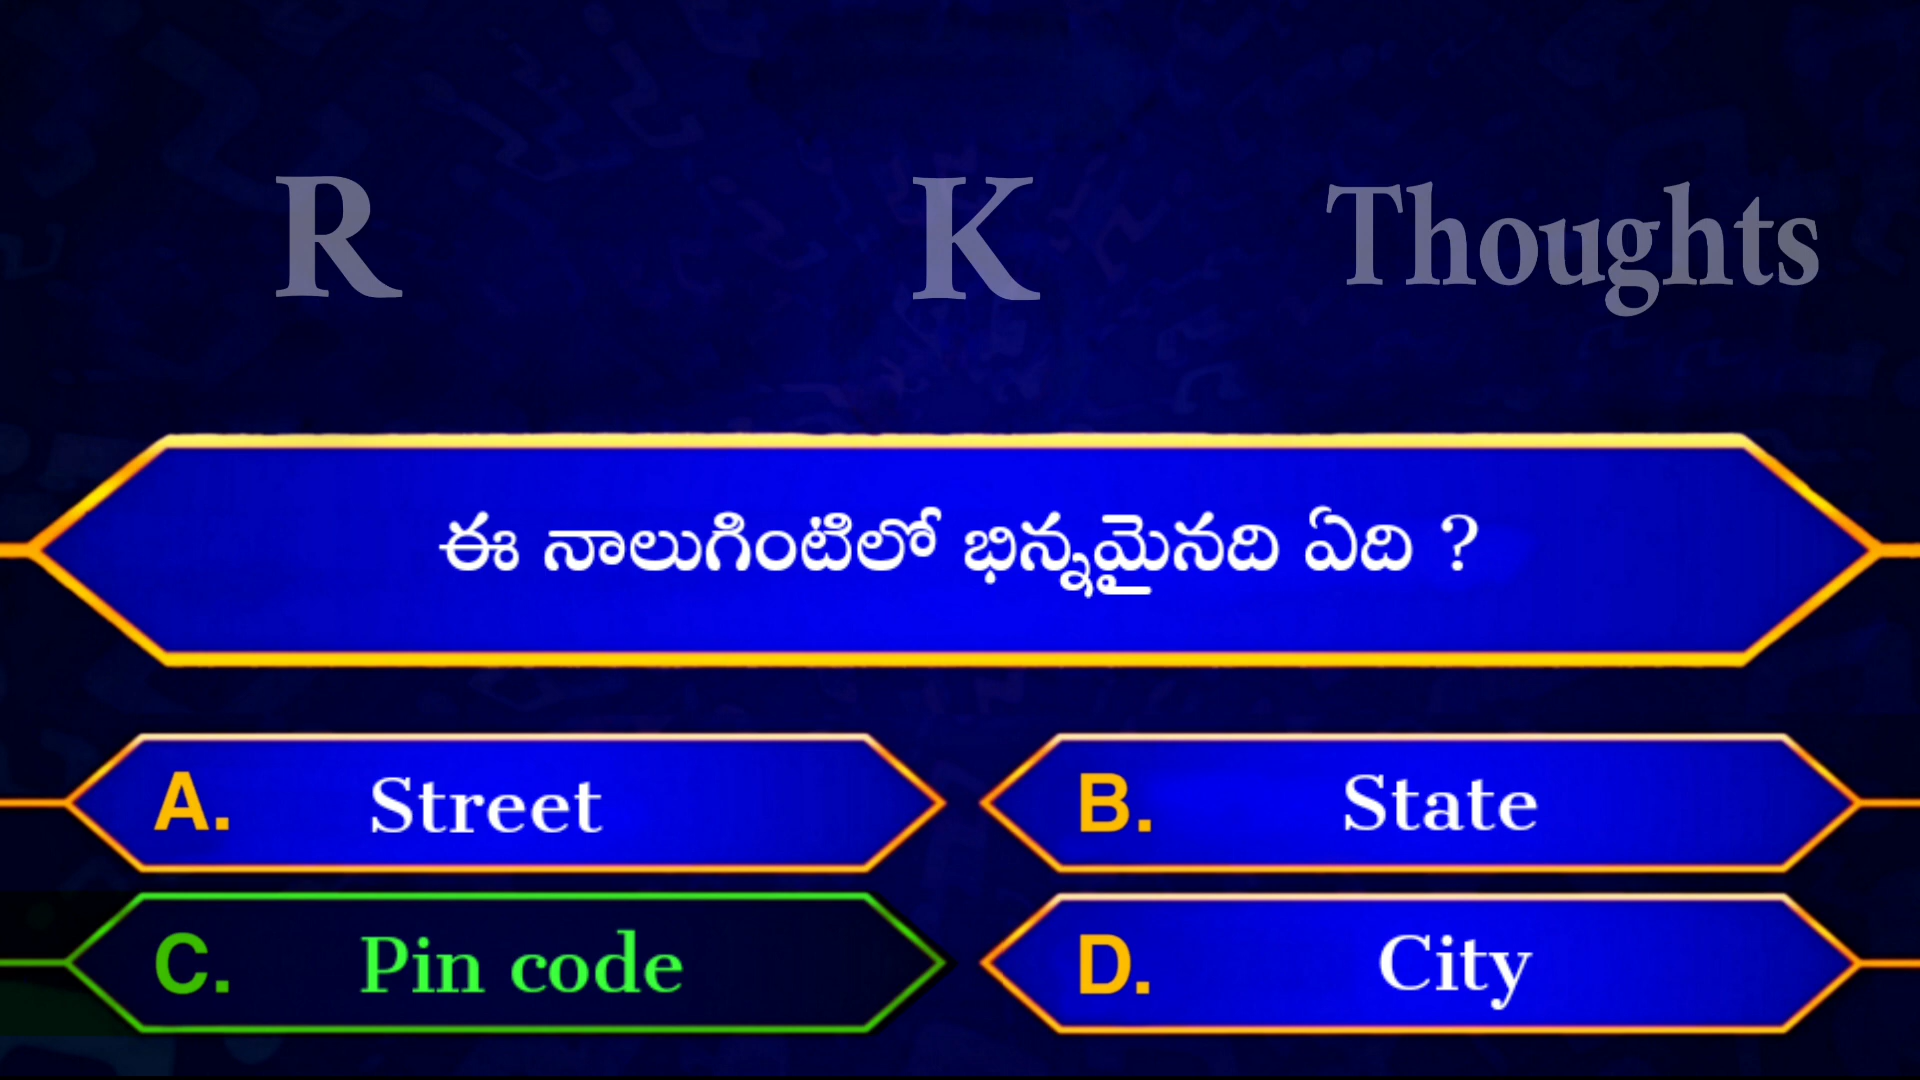 R K Thoughts
ఈ నాలుగింటిలో భిన్నమైనది ఏది ?
A. Street
B. State
C. Pin code
D. City